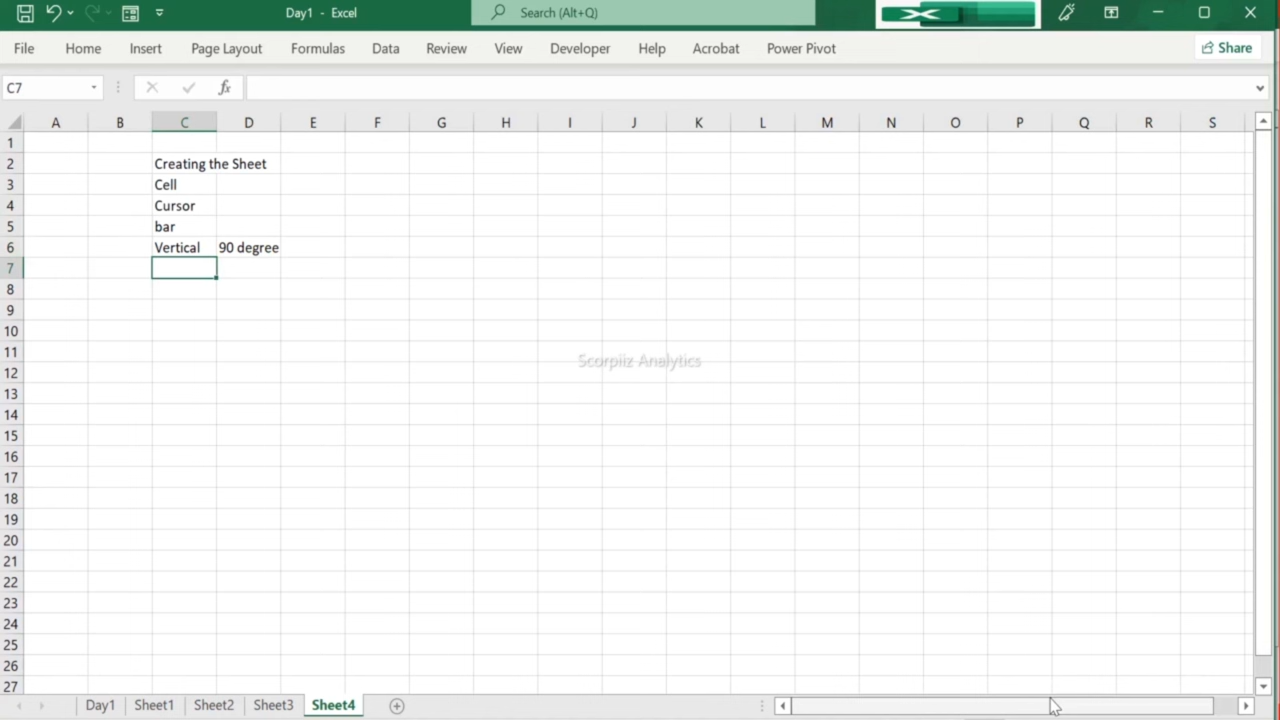 Day1 - Excel
Search (Alt+Q)
File Home Insert Page Layout Formulas Data Review View Developer Help Acrobat Power Pivot Share
C7 fx
A B C D E F G H I J K L M N O P Q R S
1
2 Creating the Sheet
3 Cell
4 Cursor
5 bar
6 Vertical 90 degree
7
8
9
10
11
Scorpiiz Analytics
12
13
14
15
16
17
18
19
20
21
22
23
24
25
26
27
Day1 Sheet1 Sheet2 Sheet3 Sheet4